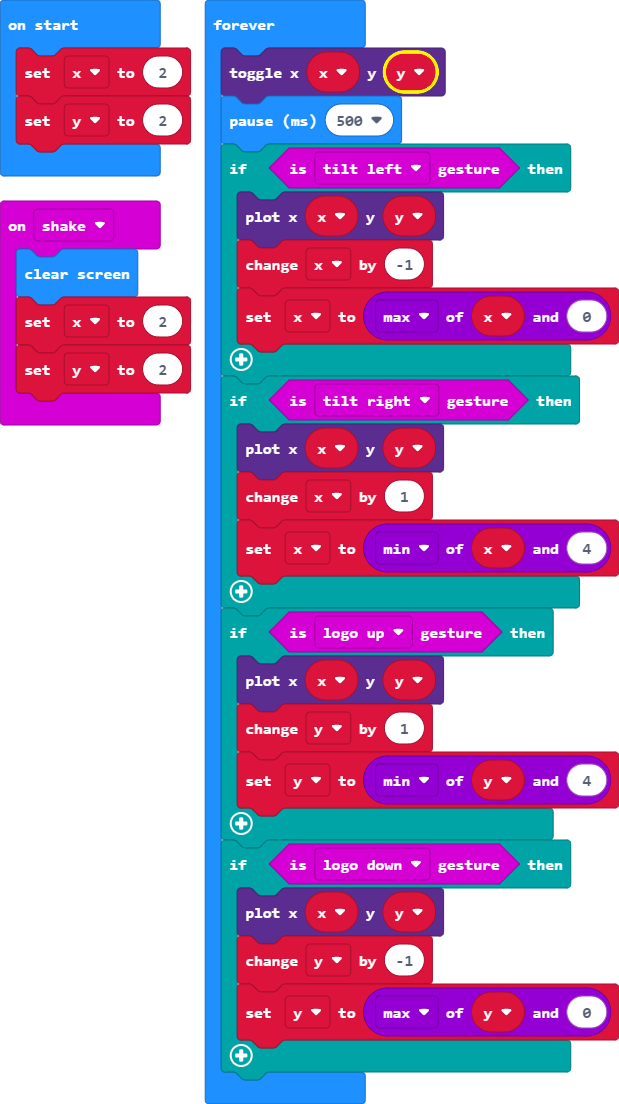 on start
set x to 2
set y to 2
on shake
clear screen
set x to 2
set y to 2
forever
toggle x x y y
pause (ms) 500
if is tilt left gesture then
plot x x y y
change x by -1
set x to max of x and 0
if is tilt right gesture then
plot x x y y
change x by 1
set x to min of x and 4
if is logo up gesture then
plot x x y y
change y by 1
set y to min of y and 4
if is logo down gesture then
plot x x y y
change y by -1
set y to max of y and 0